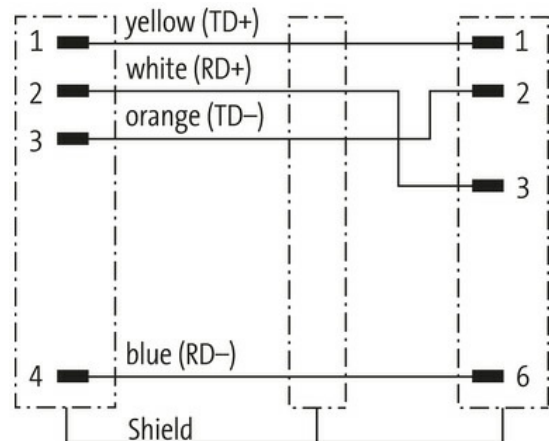 1 yellow (TD+) 1
2 white (RD+) 2
3 orange (TD–)
3
4 blue (RD–) 6
Shield